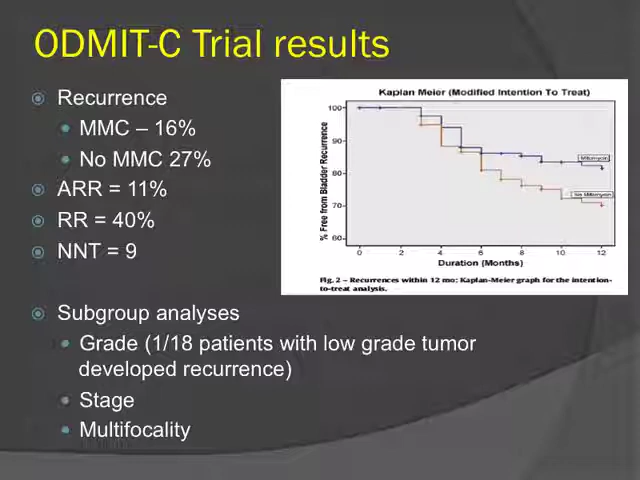 ODMIT-C Trial results
Recurrence
MMC – 16%
No MMC 27%
ARR = 11%
RR = 40%
NNT = 9
Subgroup analyses
Grade (1/18 patients with low grade tumor
developed recurrence)
Stage
Multifocality
Kaplan Meier (Modified Intention To Treat)
% Free from Bladder Recurrence
100
90
80
70
60
Mitomycin
No Mitomycin
0 2 4 6 8 10 12
Duration (Months)
Fig. 2 – Recurrences within 12 mo: Kaplan-Meier graph for the intention-
to-treat analysis.